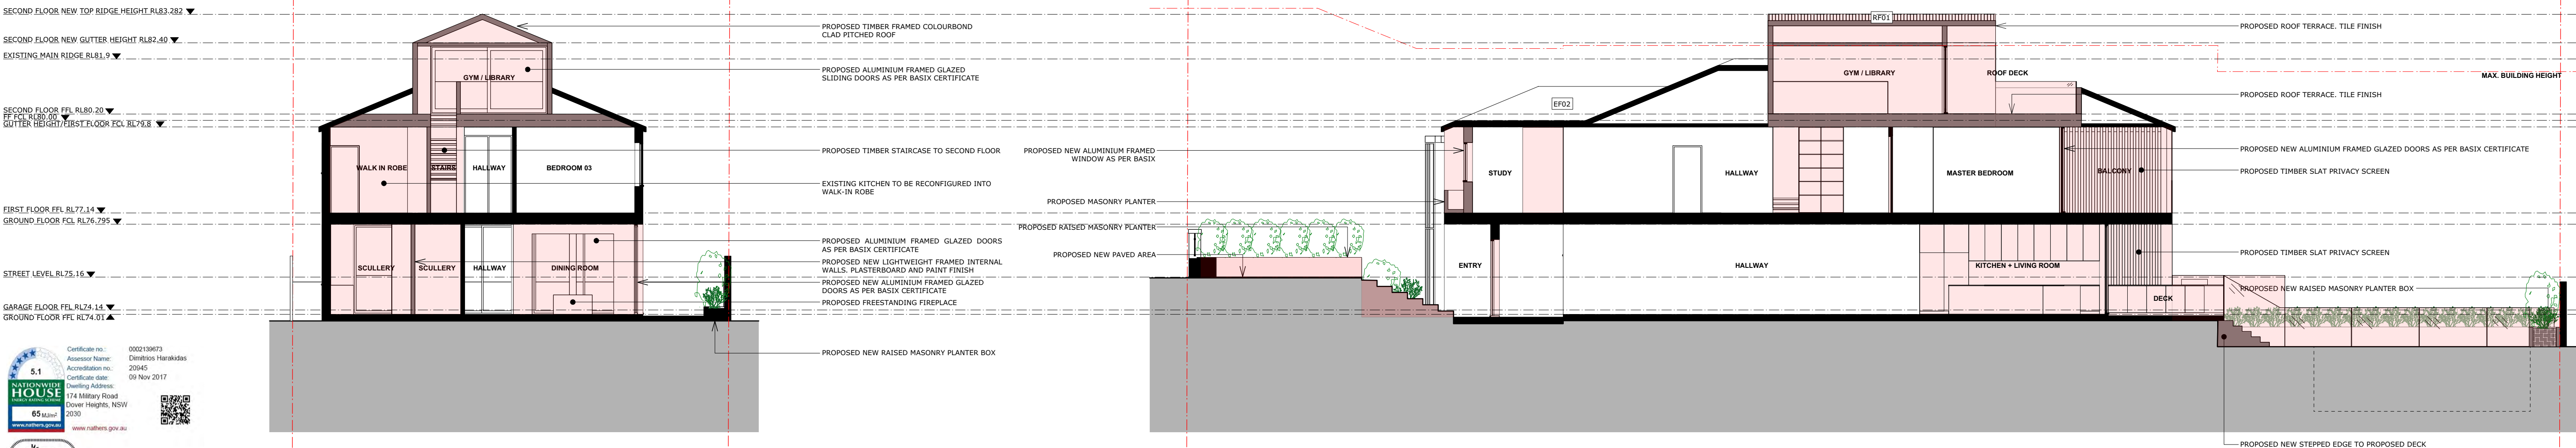 SECOND FLOOR NEW TOP RIDGE HEIGHT RL83.282
SECOND FLOOR NEW GUTTER HEIGHT RL82.40
EXISTING MAIN RIDGE RL81.9
SECOND FLOOR FFL RL80.20
FF FCL RL80.00
GUTTER HEIGHT/FIRST FLOOR FCL RL79.8
FIRST FLOOR FFL RL77.14
GROUND FLOOR FCL RL76.795
STREET LEVEL RL75.16
GARAGE FLOOR FFL RL74.14
GROUND FLOOR FFL RL74.01
GYM / LIBRARY
WALK IN ROBE
STAIRS
HALLWAY
BEDROOM 03
SCULLERY
SCULLERY
HALLWAY
DINING ROOM
PROPOSED TIMBER FRAMED COLOURBOND
CLAD PITCHED ROOF
PROPOSED ALUMINIUM FRAMED GLAZED
SLIDING DOORS AS PER BASIX CERTIFICATE
PROPOSED TIMBER STAIRCASE TO SECOND FLOOR
EXISTING KITCHEN TO BE RECONFIGURED INTO
WALK-IN ROBE
PROPOSED ALUMINIUM FRAMED GLAZED DOORS
AS PER BASIX CERTIFICATE
PROPOSED NEW LIGHTWEIGHT FRAMED INTERNAL
WALLS. PLASTERBOARD AND PAINT FINISH
PROPOSED NEW ALUMINIUM FRAMED GLAZED
DOORS AS PER BASIX CERTIFICATE
PROPOSED FREESTANDING FIREPLACE
PROPOSED NEW RAISED MASONRY PLANTER BOX
PROPOSED NEW ALUMINIUM FRAMED
WINDOW AS PER BASIX
PROPOSED MASONRY PLANTER
PROPOSED RAISED MASONRY PLANTER
PROPOSED NEW PAVED AREA
EF02
RF01
GYM / LIBRARY
ROOF DECK
STUDY
HALLWAY
MASTER BEDROOM
BALCONY
ENTRY
HALLWAY
KITCHEN + LIVING ROOM
DECK
PROPOSED ROOF TERRACE. TILE FINISH
MAX. BUILDING HEIGHT
PROPOSED ROOF TERRACE. TILE FINISH
PROPOSED NEW ALUMINIUM FRAMED GLAZED DOORS AS PER BASIX CERTIFICATE
PROPOSED TIMBER SLAT PRIVACY SCREEN
PROPOSED TIMBER SLAT PRIVACY SCREEN
PROPOSED NEW RAISED MASONRY PLANTER BOX
PROPOSED NEW STEPPED EDGE TO PROPOSED DECK
5.1
NATIONWIDE
HOUSE
ENERGY RATING SCHEME
65 MJ/m²
www.nathers.gov.au
Certificate no.: 0002139673
Assessor Name: Dimitrios Harakidas
Accreditation no.: 20945
Certificate date: 09 Nov 2017
Dwelling Address:
174 Military Road
Dover Heights, NSW
2030
www.nathers.gov.au